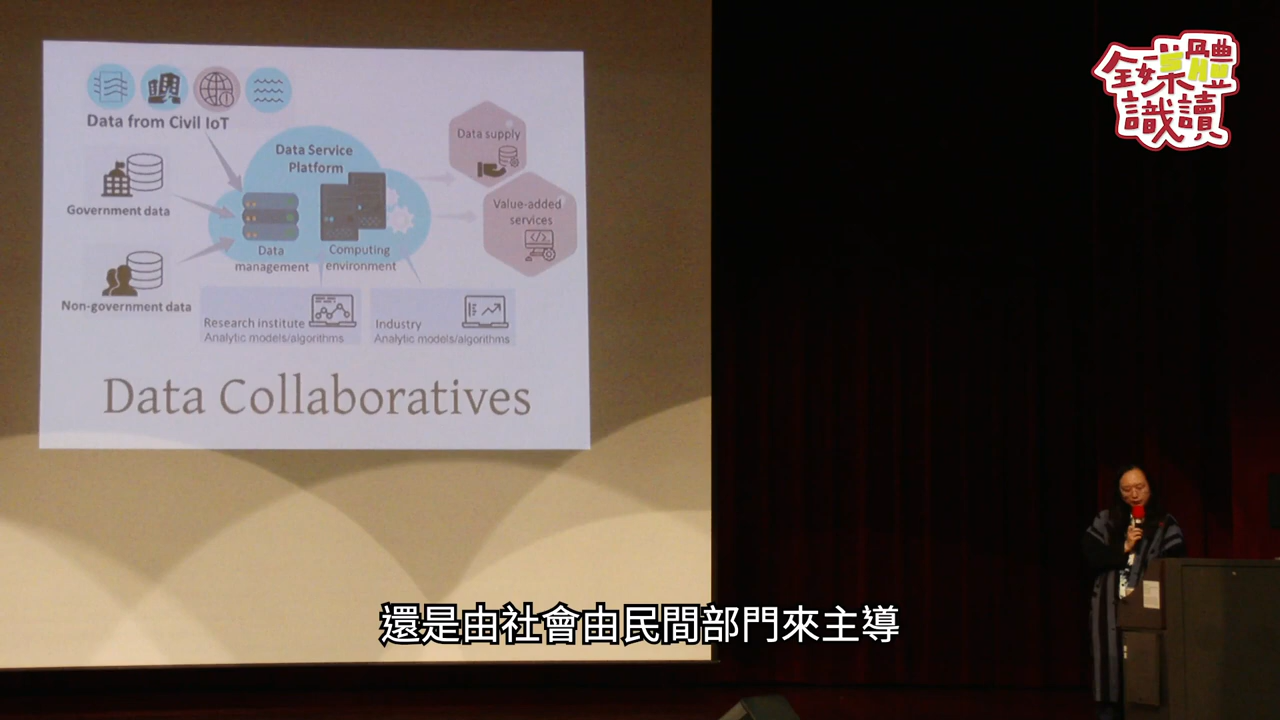 Data from Civil IoT
Government data
Non-government data
Data Service
Platform
Data
management
Computing
environment
Data supply
Value-added
services
Research institute
Analytic models/algorithms
Industry
Analytic models/algorithms
Data Collaboratives
全媒體
識讀
還是由社會由民間部門來主導